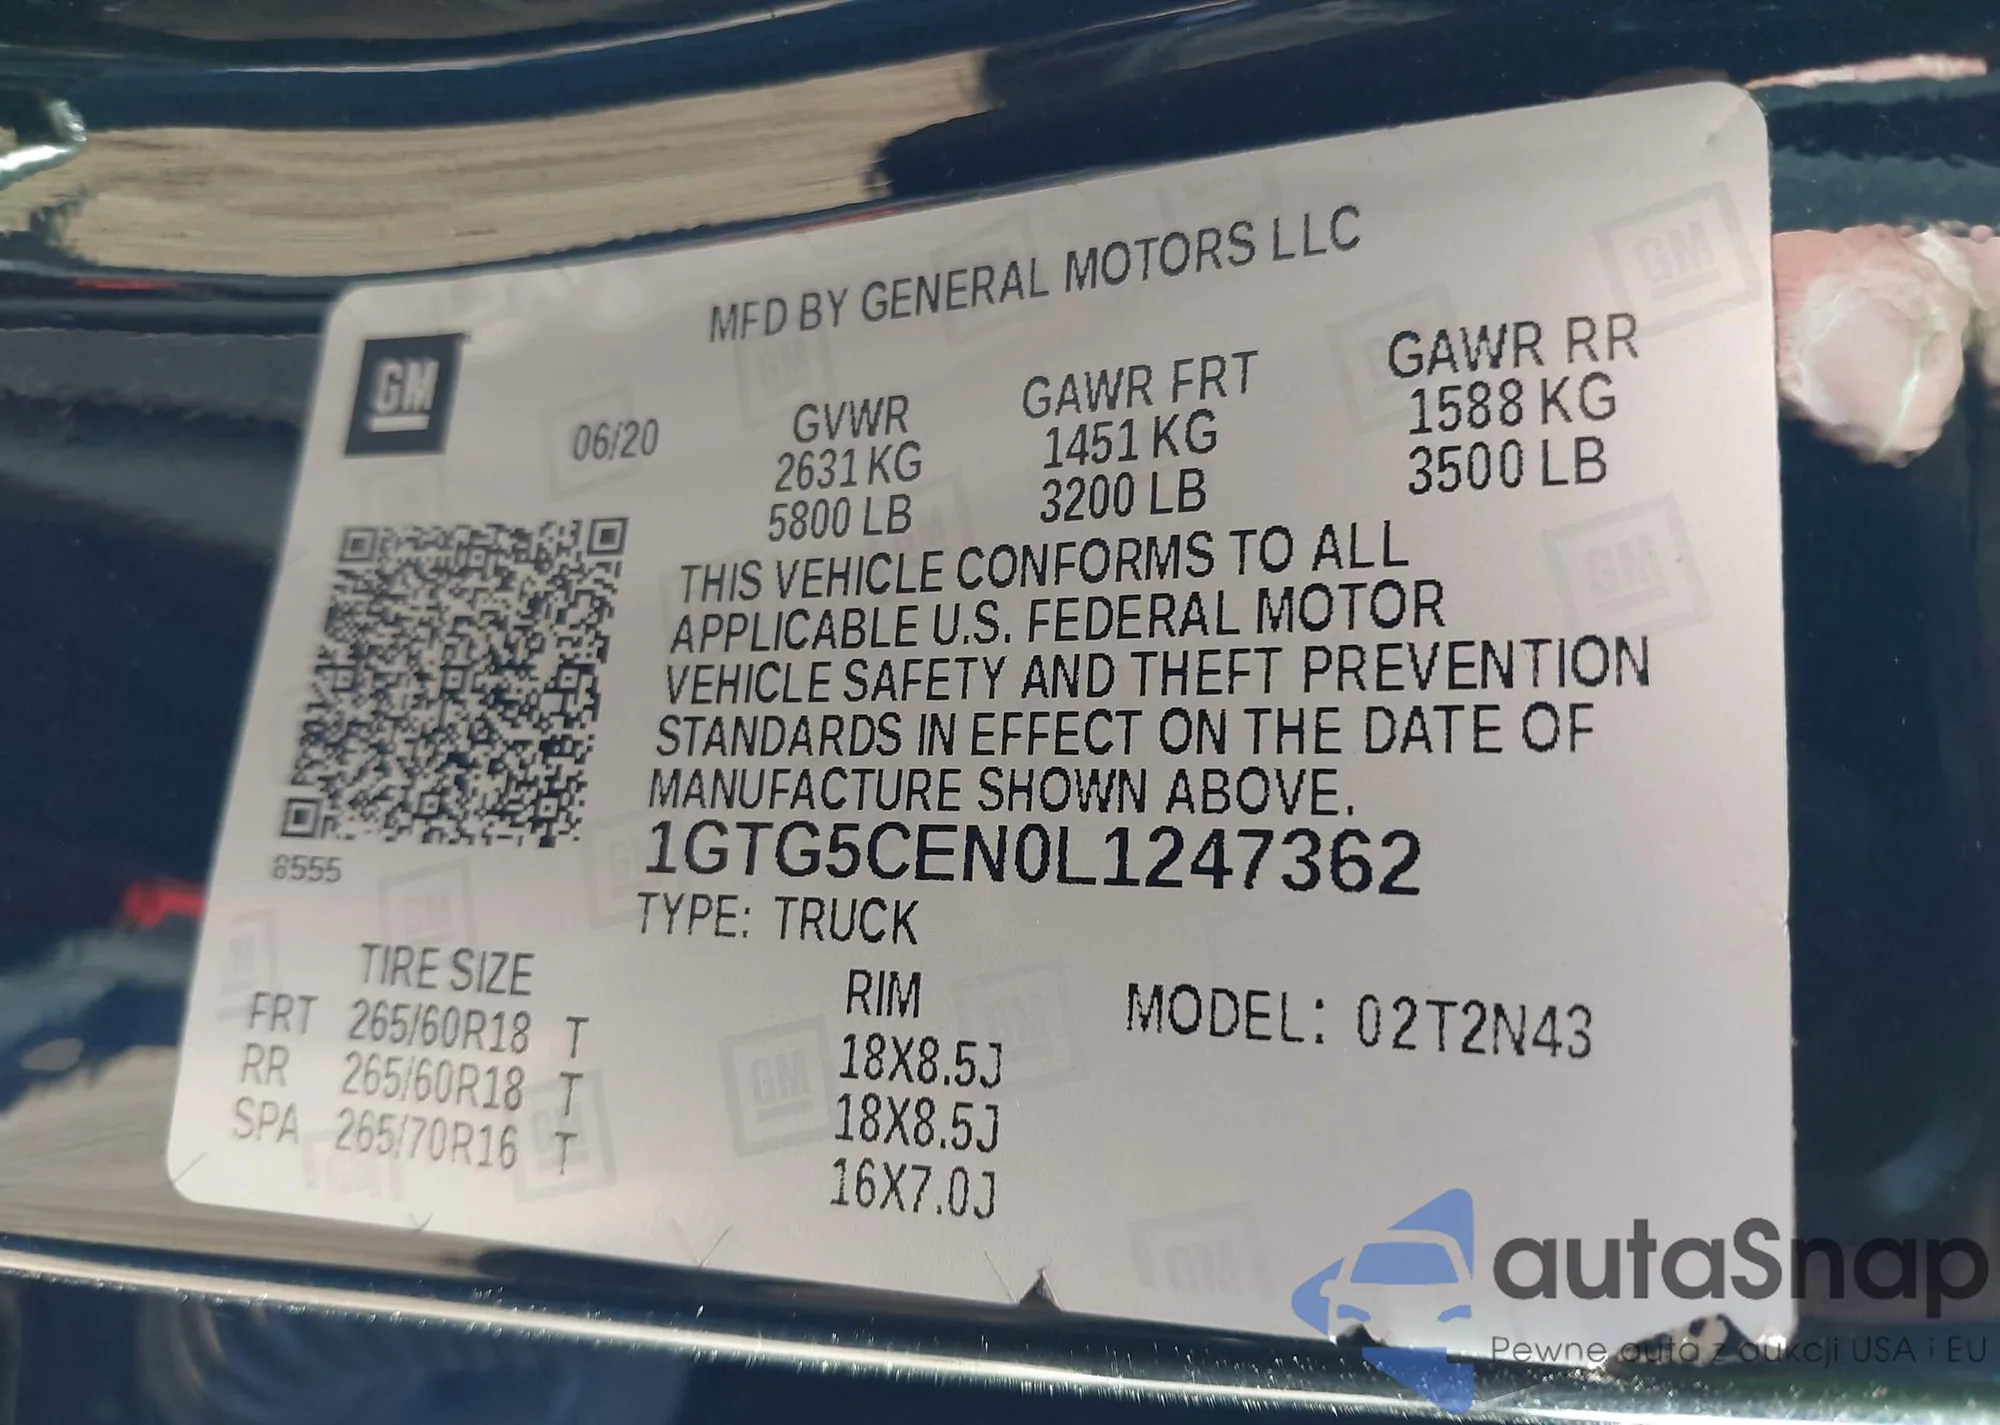 MFD BY GENERAL MOTORS LLC
GM
06/20
GVWR
2631 KG
5800 LB
GAWR FRT
1451 KG
3200 LB
GAWR RR
1588 KG
3500 LB
THIS VEHICLE CONFORMS TO ALL
APPLICABLE U.S. FEDERAL MOTOR
VEHICLE SAFETY AND THEFT PREVENTION
STANDARDS IN EFFECT ON THE DATE OF
MANUFACTURE SHOWN ABOVE.
8555
1GTG5CEN0L1247362
TYPE: TRUCK
TIRE SIZE
FRT 265/60R18 T
RR 265/60R18 T
SPA 265/70R16 T
RIM
18X8.5J
18X8.5J
16X7.0J
MODEL: 02T2N43
autaSnap
Pewne auta z aukcji USA i EU